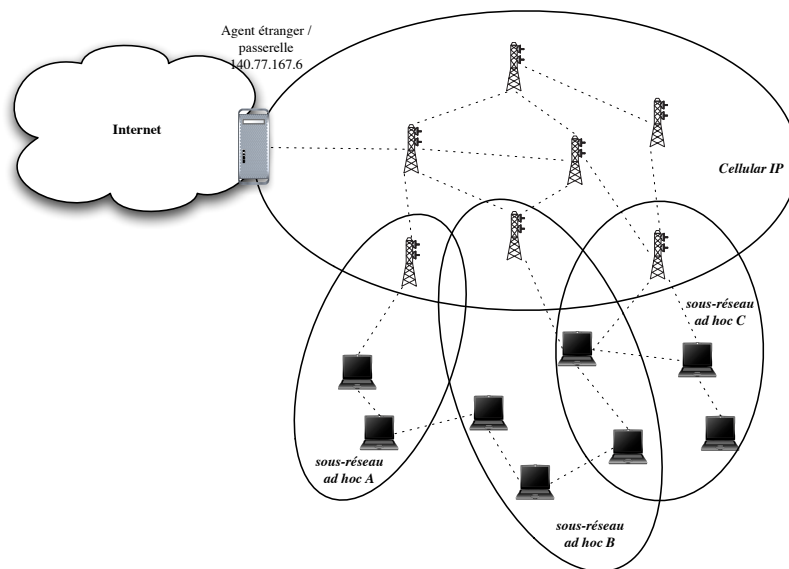 Agent étranger /
passerelle
140.77.167.6
Internet
Cellular IP
sous-réseau
ad hoc C
sous-réseau
ad hoc A
sous-réseau
ad hoc B